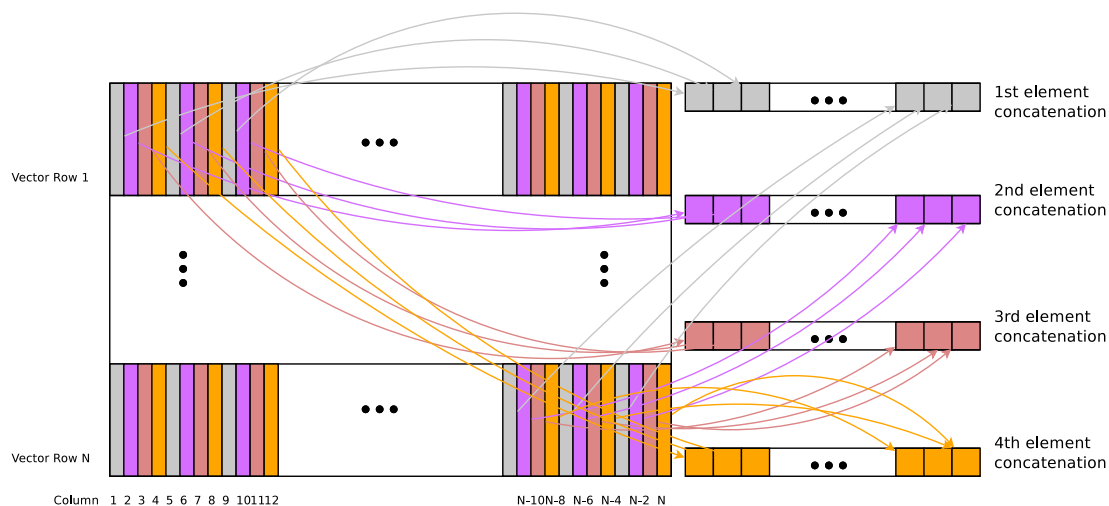 1st element
concatenation
Vector Row 1
2nd element
concatenation
3rd element
concatenation
4th element
concatenation
Vector Row N
Column 1 2 3 4 5 6 7 8 9 10 11 12 N-10 N-8 N-6 N-4 N-2 N